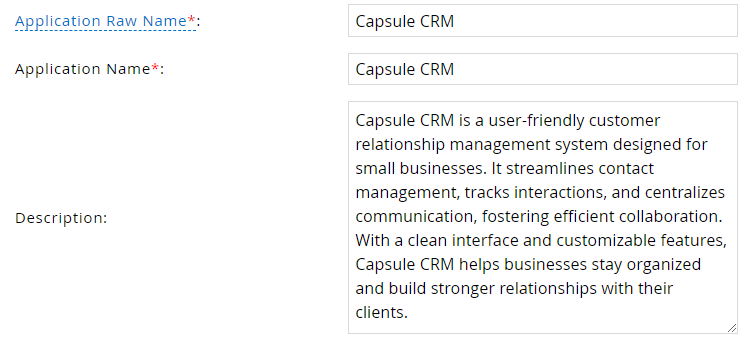 Application Raw Name*: Capsule CRM
Application Name*: Capsule CRM
Description:
Capsule CRM is a user-friendly customer
relationship management system designed for
small businesses. It streamlines contact
management, tracks interactions, and centralizes
communication, fostering efficient collaboration.
With a clean interface and customizable features,
Capsule CRM helps businesses stay organized
and build stronger relationships with their
clients.